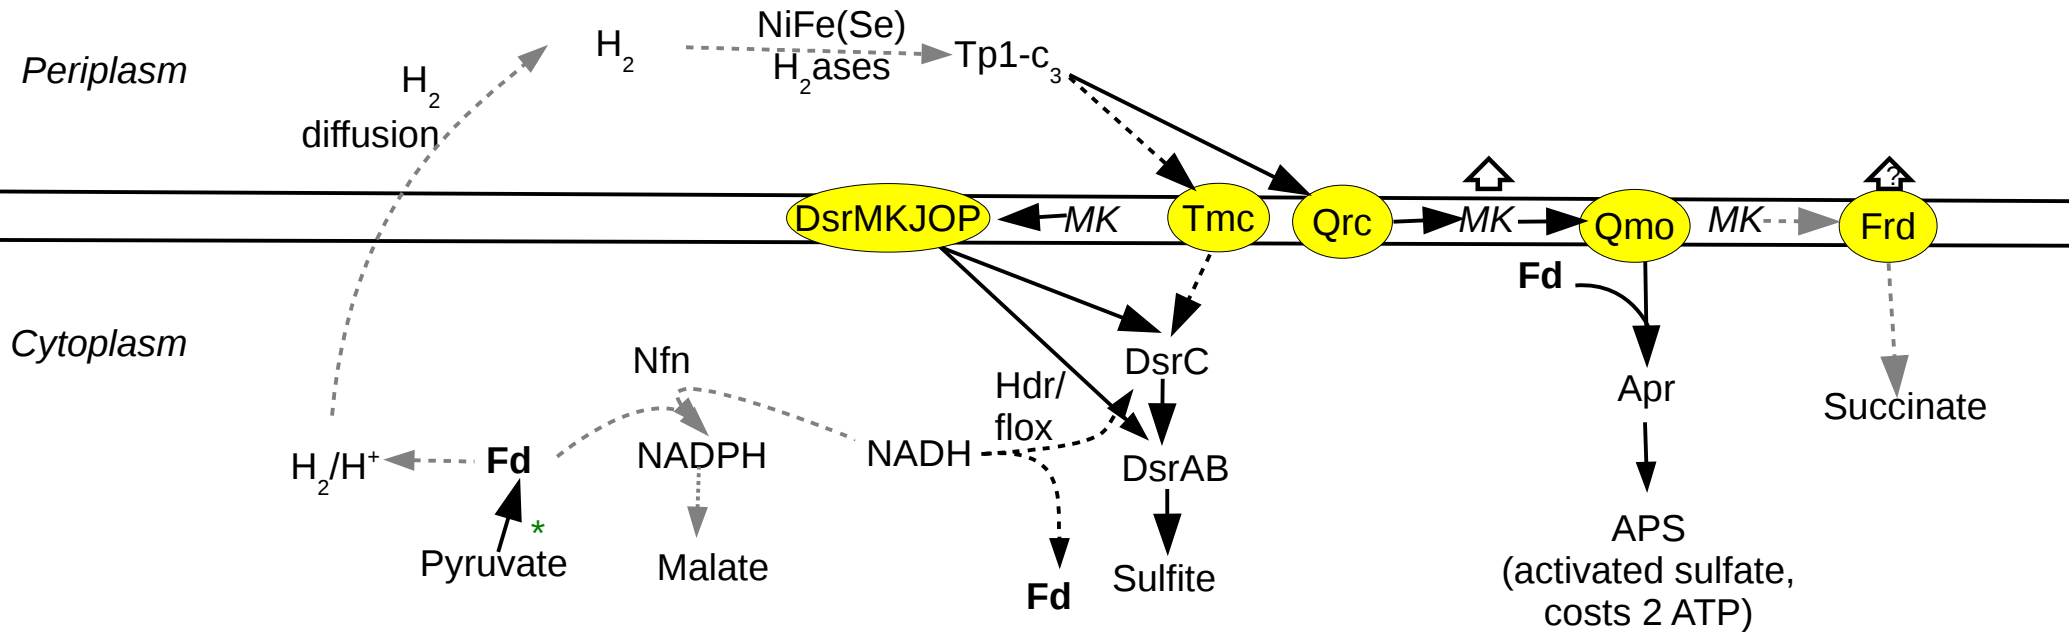 Periplasm
H2
diffusion
H2
NiFe(Se)
H2ases
Tp1-c3
DsrMKJOP
MK
Tmc
Qrc
MK
Qmo
MK
?
Frd
Fd
Cytoplasm
Nfn
Hdr/
flox
DsrC
Apr
Succinate
H2/H+
Fd
NADPH
NADH
DsrAB
*
Pyruvate
Malate
Fd
Sulfite
APS
(activated sulfate,
costs 2 ATP)